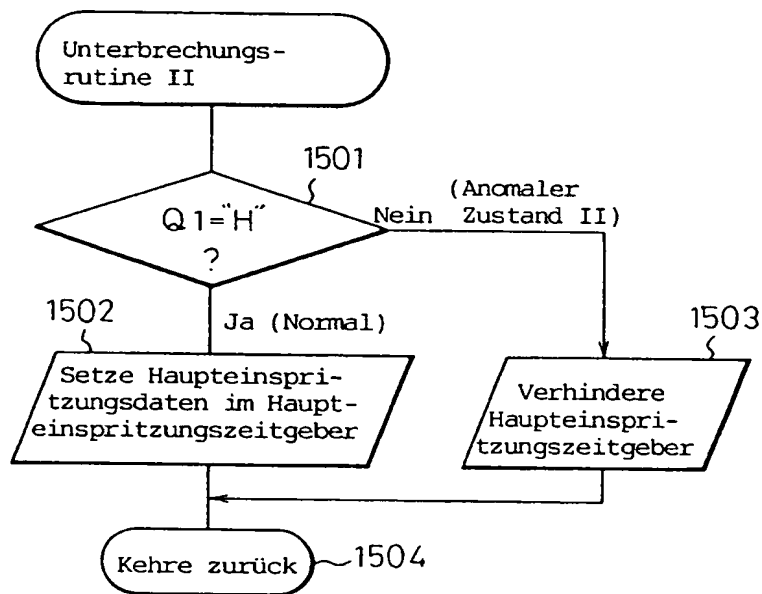 Unterbrechungs-
rutine II
1501
Q1="H"
?
(Anomaler
Nein Zustand II)
1502
Ja (Normal)
1503
Setze Haupteinspri-
tzungsdaten im Haupt-
einspritzungszeitgeber
Verhindere
Haupteinspri-
tzungszeitgeber
Kehre zurück
1504